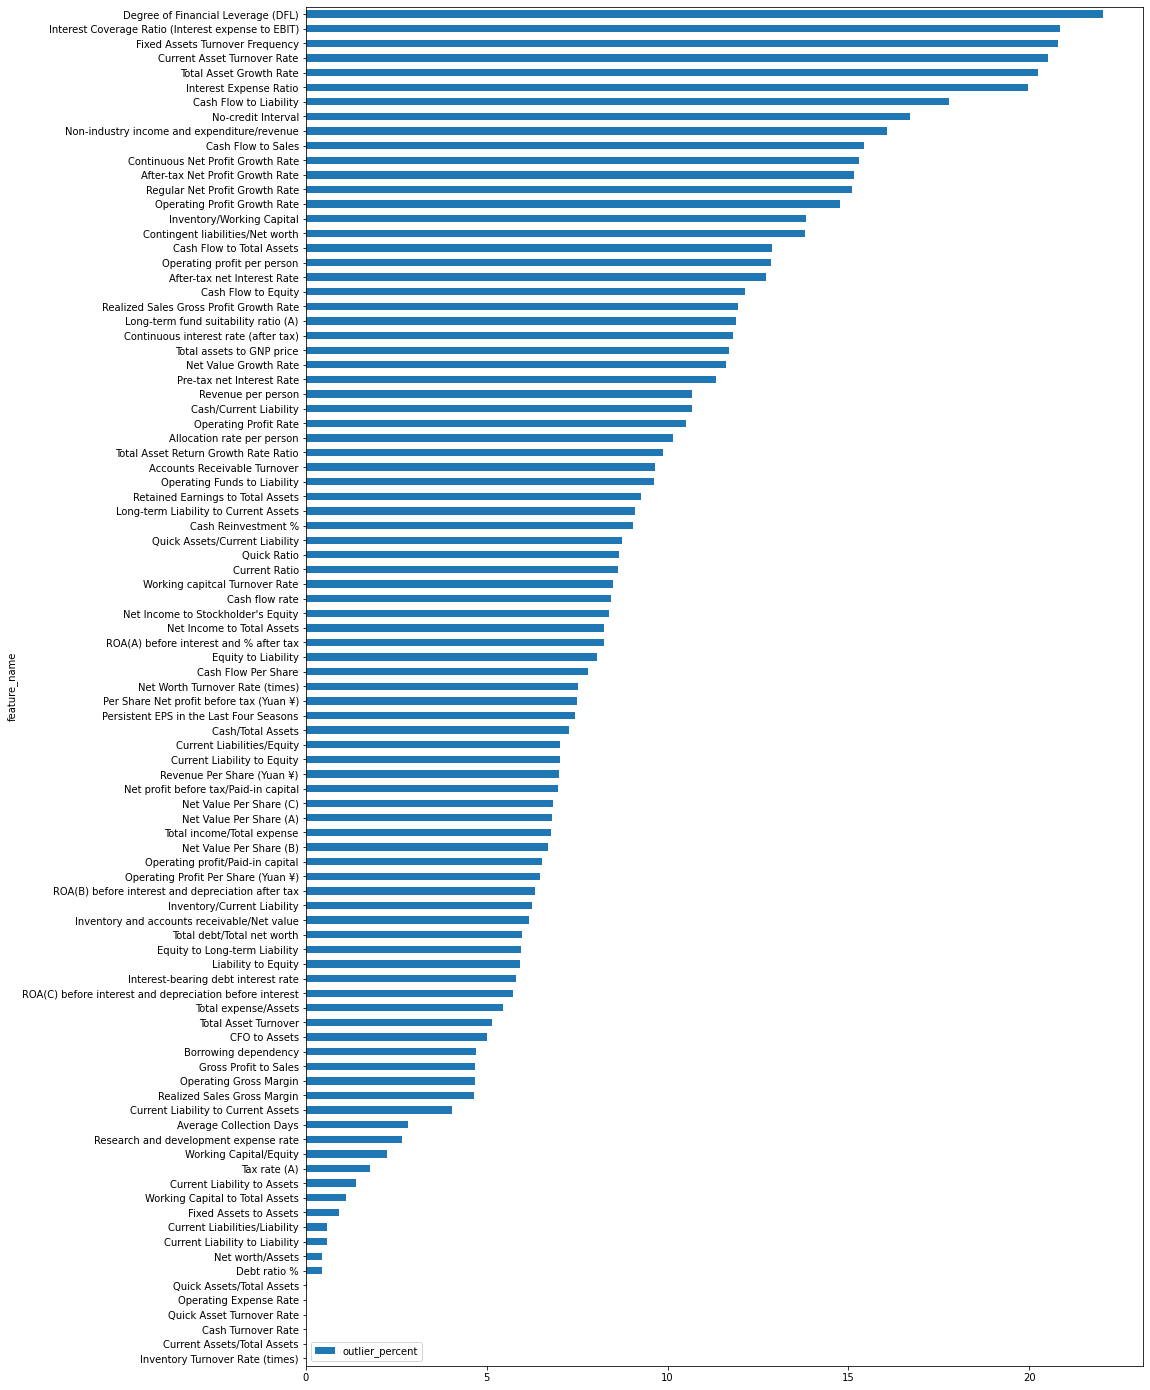 Degree of Financial Leverage (DFL)
Interest Coverage Ratio (Interest expense to EBIT)
Fixed Assets Turnover Frequency
Current Asset Turnover Rate
Total Asset Growth Rate
Interest Expense Ratio
Cash Flow to Liability
No-credit Interval
Non-industry income and expenditure/revenue
Cash Flow to Sales
Continuous Net Profit Growth Rate
After-tax Net Profit Growth Rate
Regular Net Profit Growth Rate
Operating Profit Growth Rate
Inventory/Working Capital
Contingent liabilities/Net worth
Cash Flow to Total Assets
Operating profit per person
After-tax net Interest Rate
Cash Flow to Equity
Realized Sales Gross Profit Growth Rate
Long-term fund suitability ratio (A)
Continuous interest rate (after tax)
Total assets to GNP price
Net Value Growth Rate
Pre-tax net Interest Rate
Revenue per person
Cash/Current Liability
Operating Profit Rate
Allocation rate per person
Total Asset Return Growth Rate Ratio
Accounts Receivable Turnover
Operating Funds to Liability
Retained Earnings to Total Assets
Long-term Liability to Current Assets
Cash Reinvestment %
Quick Assets/Current Liability
Quick Ratio
Current Ratio
Working capitcal Turnover Rate
Cash flow rate
Net Income to Stockholder's Equity
Net Income to Total Assets
ROA(A) before interest and % after tax
Equity to Liability
Cash Flow Per Share
Net Worth Turnover Rate (times)
Per Share Net profit before tax (Yuan ¥)
Persistent EPS in the Last Four Seasons
Cash/Total Assets
Current Liabilities/Equity
Current Liability to Equity
Revenue Per Share (Yuan ¥)
Net profit before tax/Paid-in capital
Net Value Per Share (C)
Net Value Per Share (A)
Total income/Total expense
Net Value Per Share (B)
Operating profit/Paid-in capital
Operating Profit Per Share (Yuan ¥)
ROA(B) before interest and depreciation after tax
Inventory/Current Liability
Inventory and accounts receivable/Net value
Total debt/Total net worth
Equity to Long-term Liability
Liability to Equity
Interest-bearing debt interest rate
ROA(C) before interest and depreciation before interest
Total expense/Assets
Total Asset Turnover
CFO to Assets
Borrowing dependency
Gross Profit to Sales
Operating Gross Margin
Realized Sales Gross Margin
Current Liability to Current Assets
Average Collection Days
Research and development expense rate
Working Capital/Equity
Tax rate (A)
Current Liability to Assets
Working Capital to Total Assets
Fixed Assets to Assets
Current Liabilities/Liability
Current Liability to Liability
Net worth/Assets
Debt ratio %
Quick Assets/Total Assets
Operating Expense Rate
Quick Asset Turnover Rate
Cash Turnover Rate
Current Assets/Total Assets
Inventory Turnover Rate (times)
feature_name
outlier_percent
0 5 10 15 20